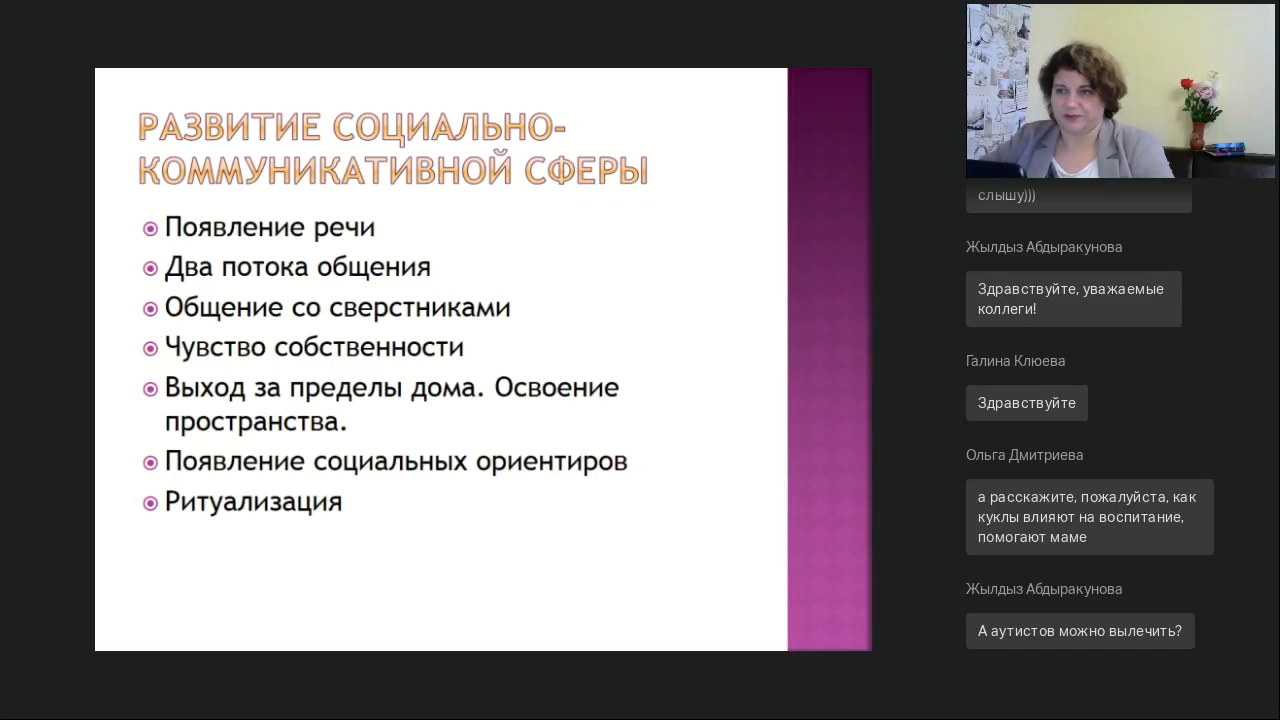 РАЗВИТИЕ СОЦИАЛЬНО-
КОММУНИКАТИВНОЙ СФЕРЫ
Появление речи
Два потока общения
Общение со сверстниками
Чувство собственности
Выход за пределы дома. Освоение
пространства.
Появление социальных ориентиров
Ритуализация
слышу)))
Жылдыз Абдыракунова
Здравствуйте, уважаемые
коллеги!
Галина Клюева
Здравствуйте
Ольга Дмитриева
а расскажите, пожалуйста, как
куклы влияют на воспитание,
помогают маме
Жылдыз Абдыракунова
А аутистов можно вылечить?